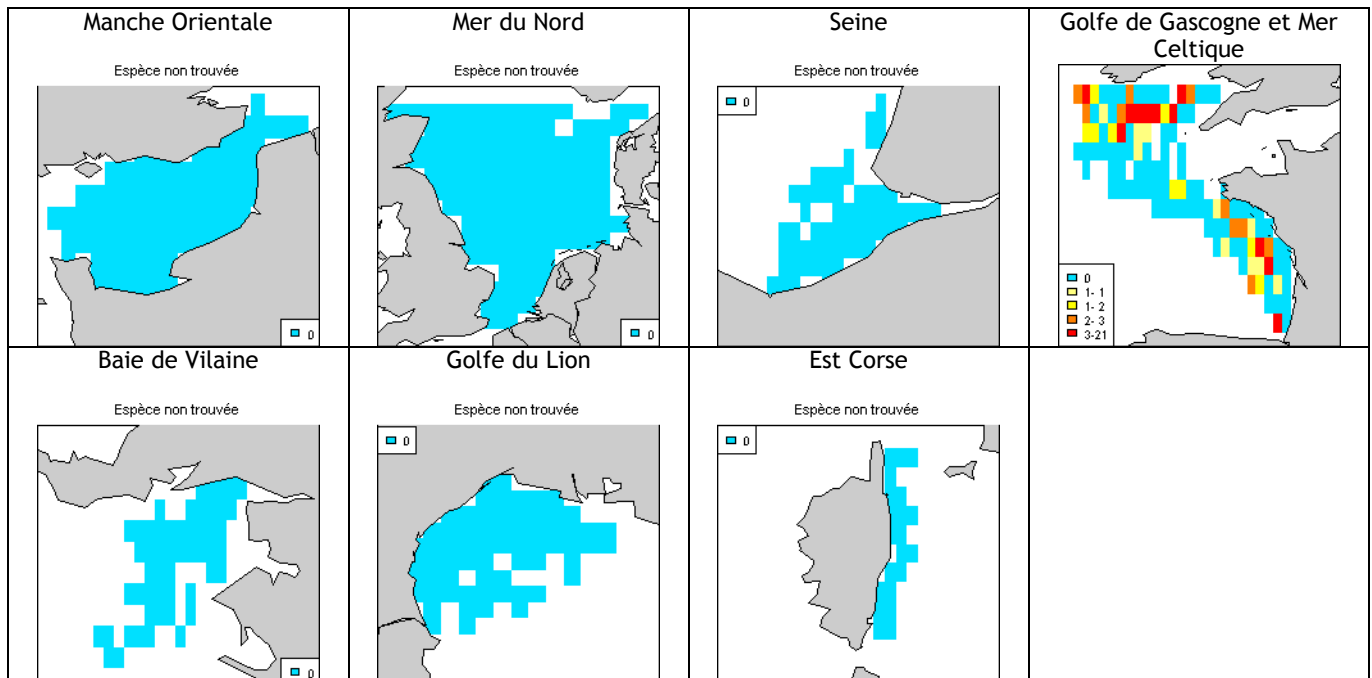 Manche Orientale
Espèce non trouvée
0
Mer du Nord
Espèce non trouvée
0
Seine
Espèce non trouvée
0
Golfe de Gascogne et Mer
Celtique
0
1- 1
1- 2
2- 3
3-21
Baie de Vilaine
Espèce non trouvée
0
Golfe du Lion
Espèce non trouvée
0
Est Corse
Espèce non trouvée
0